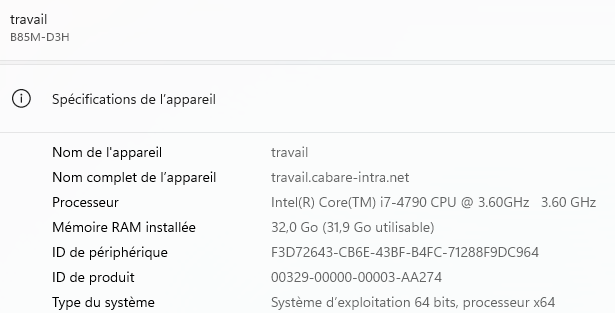 travail
B85M-D3H
Spécifications de l’appareil
Nom de l'appareil travail
Nom complet de l’appareil travail.cabare-intra.net
Processeur Intel(R) Core(TM) i7-4790 CPU @ 3.60GHz 3.60 GHz
Mémoire RAM installée 32,0 Go (31,9 Go utilisable)
ID de périphérique F3D72643-CB6E-43BF-B4FC-71288F9DC964
ID de produit 00329-00000-00003-AA274
Type du système Système d’exploitation 64 bits, processeur x64